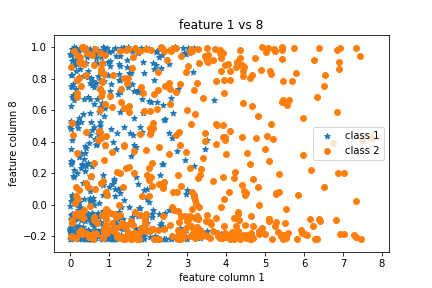 feature 1 vs 8
1.0
0.8
0.6
0.4
0.2
0.0
−0.2
feature column 8
class 1
class 2
0 1 2 3 4 5 6 7 8
feature column 1